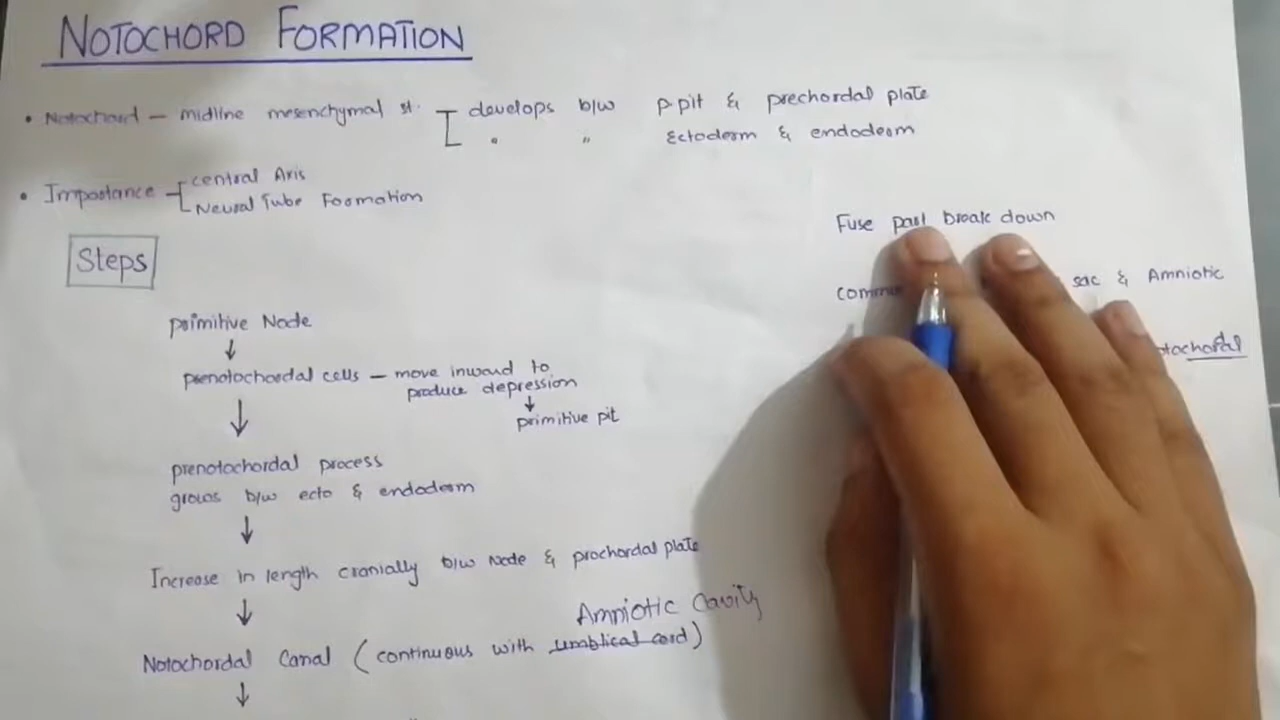 NOTOCHORD FORMATION
• Notochord – midline mesenchymal st. develops b/w p.pit & prechordal plate
" " Ectoderm & endoderm
• Importance central Axis
Neural Tube Formation
Steps
primitive Node
↓
prenotochordal cells – move inward to
produce depression
↓
primitive pit
↓
prenotochordal process
grows b/w ecto & endoderm
↓
Increase in length cranially b/w Node & prochordal plate
↓
Amniotic Cavity
Notochordal Canal (continuous with umblical cord)
↓
Fuse part break down
sac & Amniotic